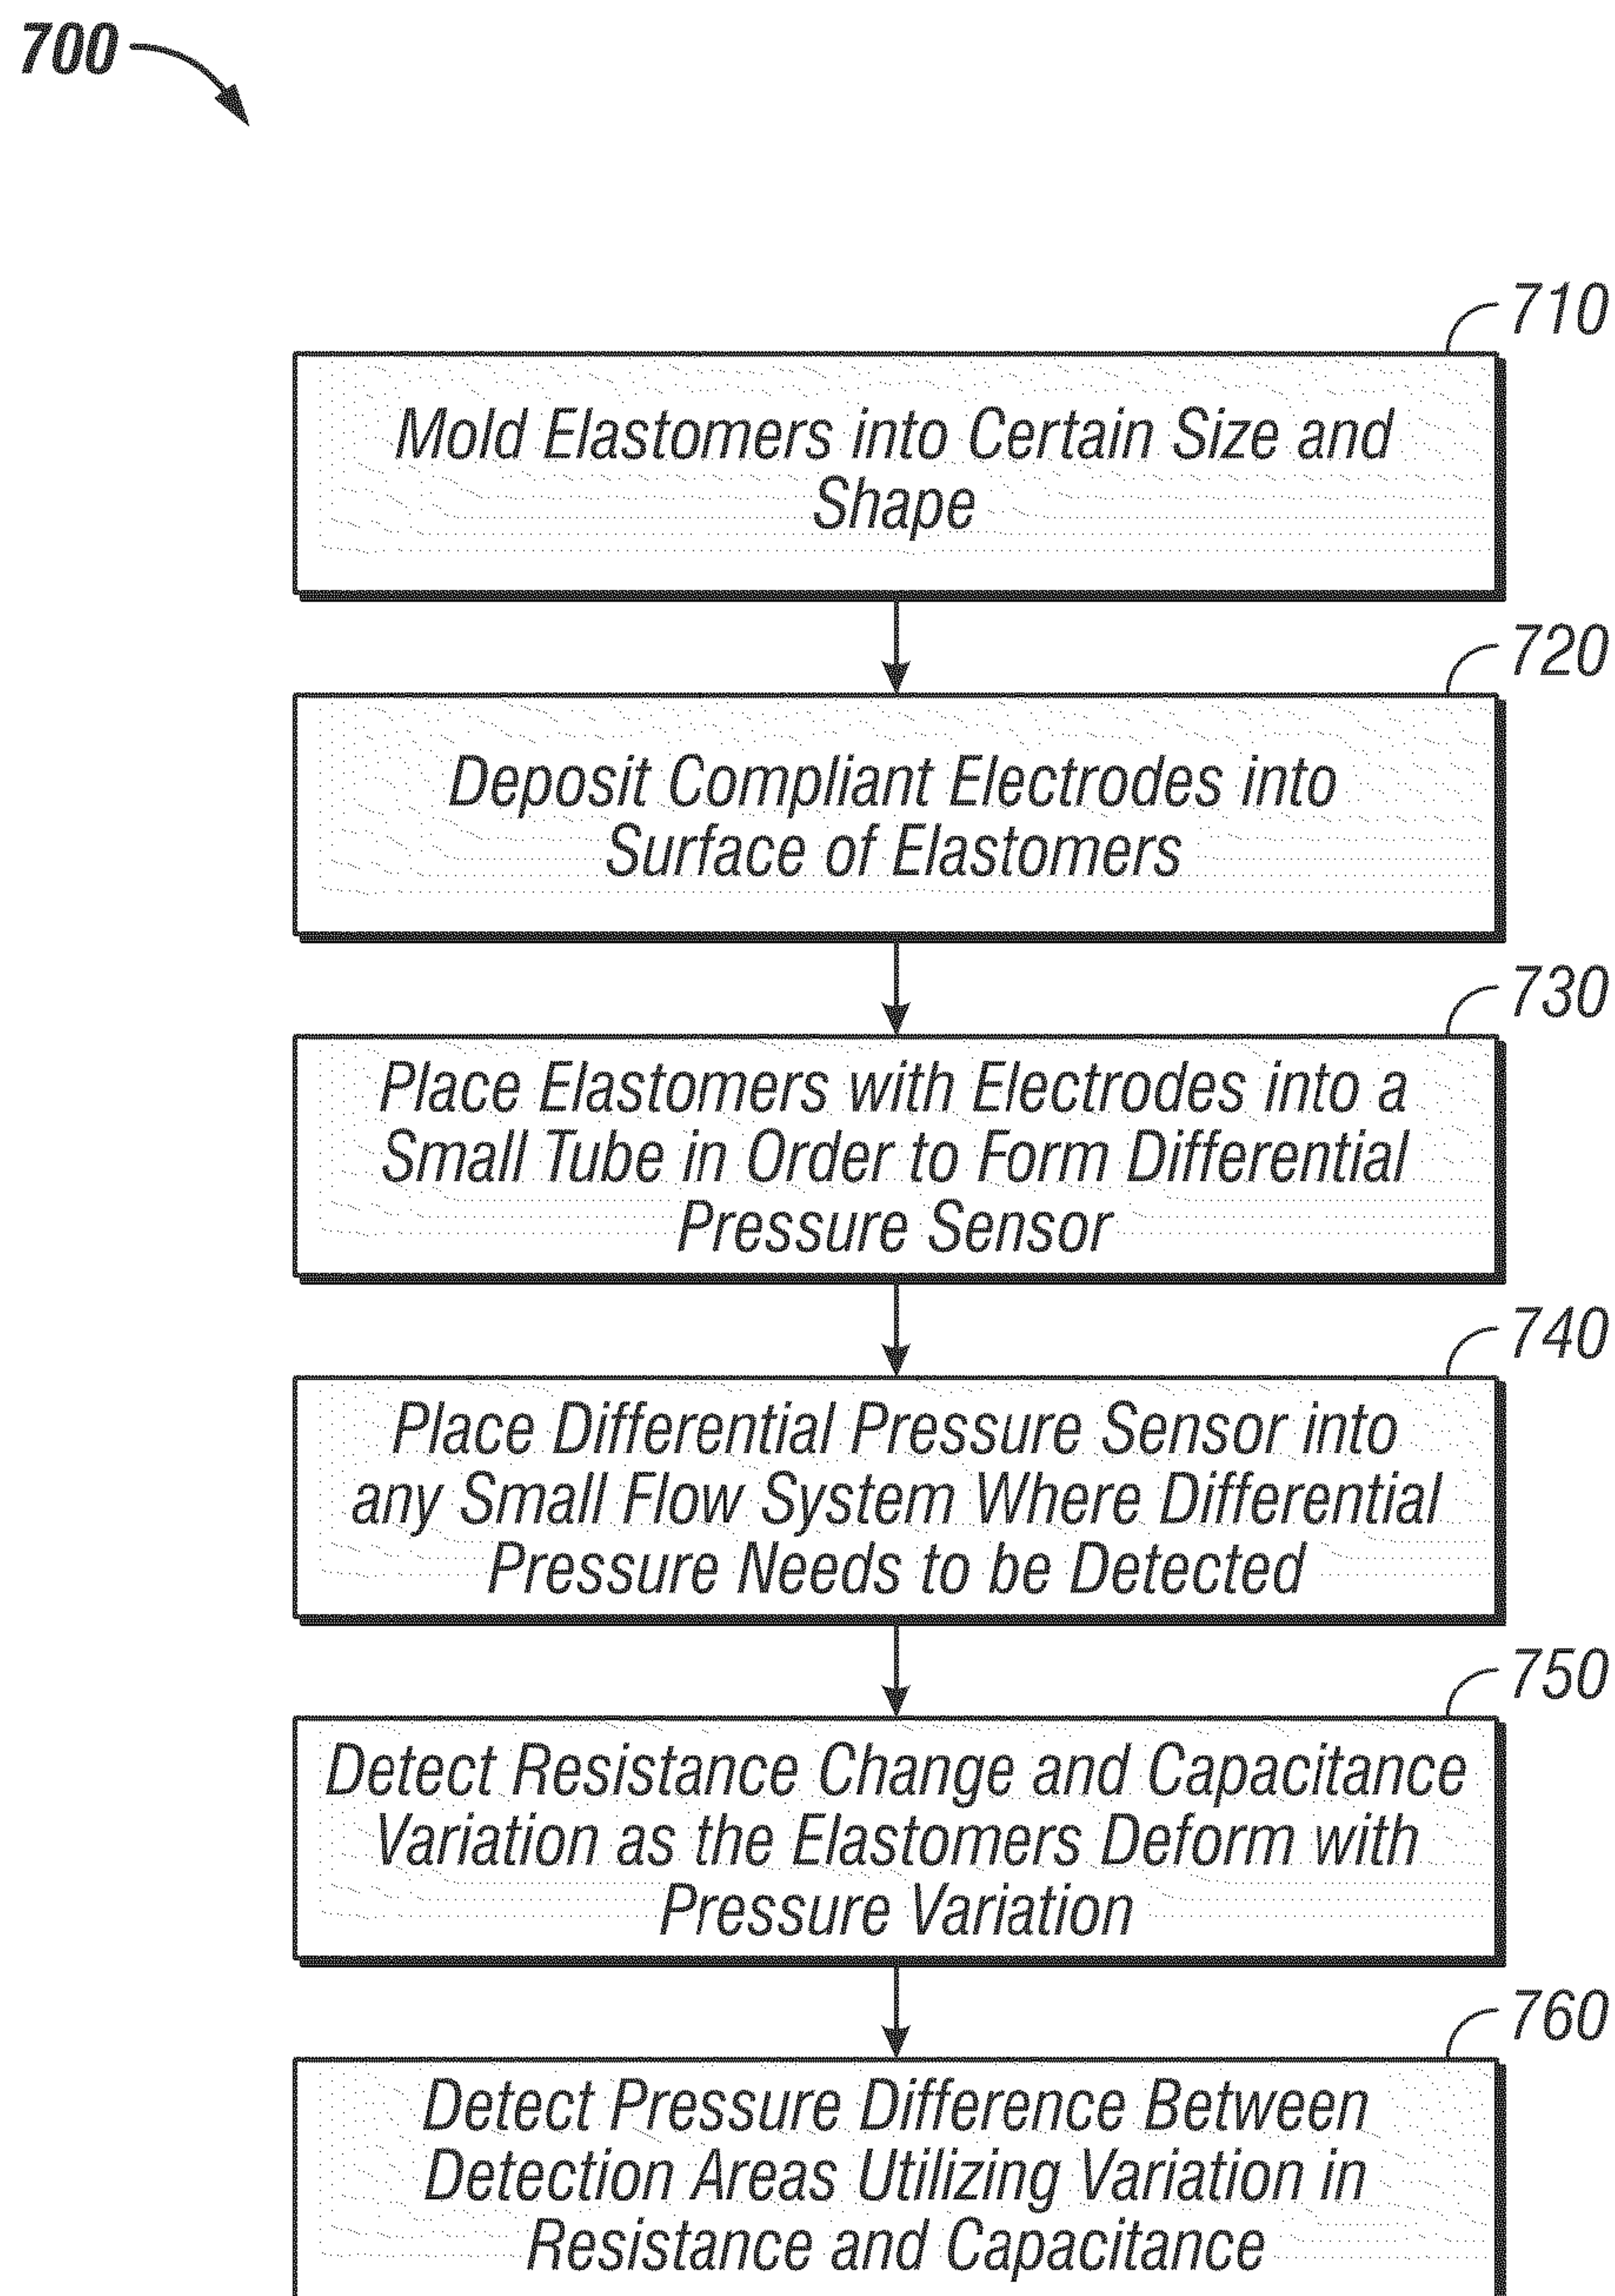 700
710
Mold Elastomers into Certain Size and
Shape
720
Deposit Compliant Electrodes into
Surface of Elastomers
730
Place Elastomers with Electrodes into a
Small Tube in Order to Form Differential
Pressure Sensor
740
Place Differential Pressure Sensor into
any Small Flow System Where Differential
Pressure Needs to be Detected
750
Detect Resistance Change and Capacitance
Variation as the Elastomers Deform with
Pressure Variation
760
Detect Pressure Difference Between
Detection Areas Utilizing Variation in
Resistance and Capacitance